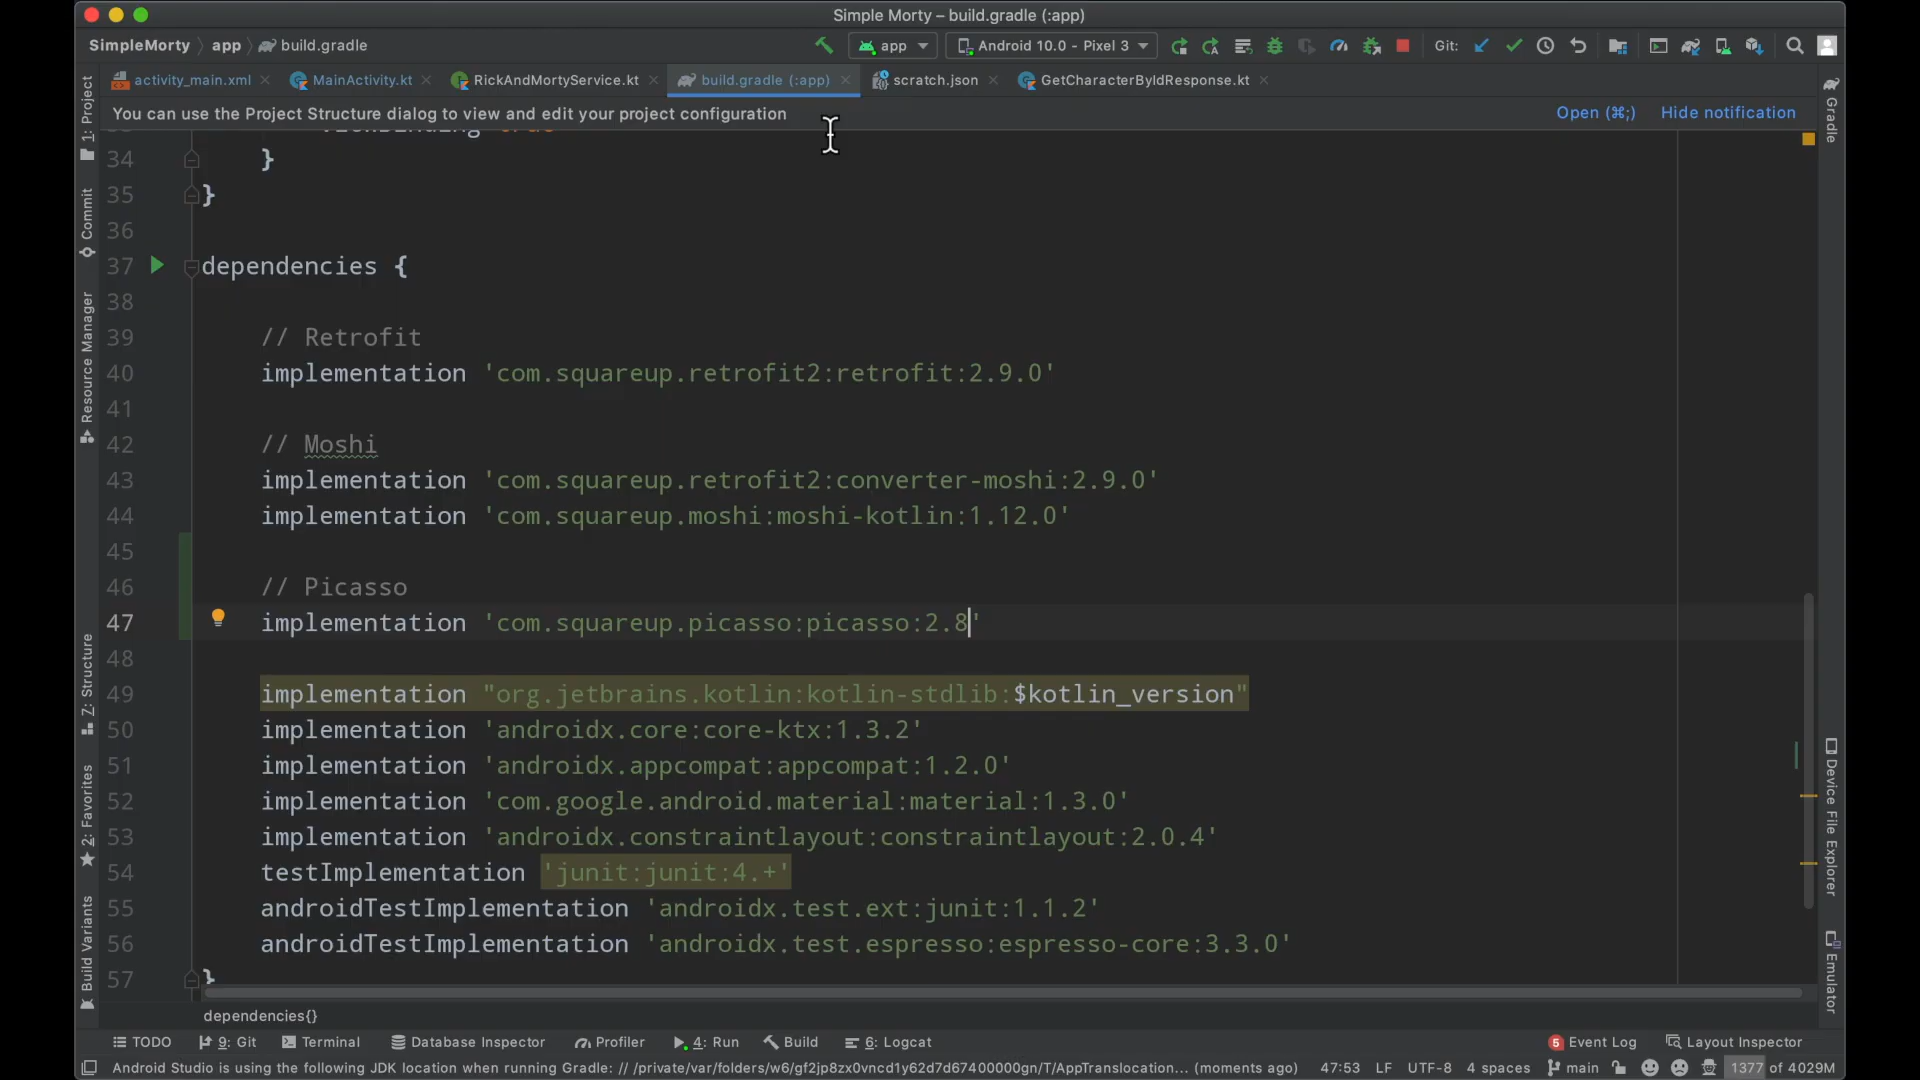 Simple Morty – build.gradle (:app)
SimpleMorty app build.gradle
app Android 10.0 - Pixel 3 Git:
activity_main.xml MainActivity.kt RickAndMortyService.kt build.gradle (:app) scratch.json GetCharacterByIdResponse.kt
You can use the Project Structure dialog to view and edit your project configuration Open (⌘;) Hide notification
34 }
35 }
36
37 dependencies {
38
39 // Retrofit
40 implementation 'com.squareup.retrofit2:retrofit:2.9.0'
41
42 // Moshi
43 implementation 'com.squareup.retrofit2:converter-moshi:2.9.0'
44 implementation 'com.squareup.moshi:moshi-kotlin:1.12.0'
45
46 // Picasso
47 implementation 'com.squareup.picasso:picasso:2.8'
48
49 implementation "org.jetbrains.kotlin:kotlin-stdlib:$kotlin_version"
50 implementation 'androidx.core:core-ktx:1.3.2'
51 implementation 'androidx.appcompat:appcompat:1.2.0'
52 implementation 'com.google.android.material:material:1.3.0'
53 implementation 'androidx.constraintlayout:constraintlayout:2.0.4'
54 testImplementation 'junit:junit:4.+'
55 androidTestImplementation 'androidx.test.ext:junit:1.1.2'
56 androidTestImplementation 'androidx.test.espresso:espresso-core:3.3.0'
57 }
dependencies{}
1: Project
Commit
Resource Manager
7: Structure
2: Favorites
Build Variants
Gradle
Device File Explorer
Emulator
TODO 9: Git Terminal Database Inspector Profiler 4: Run Build 6: Logcat 5 Event Log Layout Inspector
Android Studio is using the following JDK location when running Gradle: // /private/var/folders/w6/gf2jp8zx0vncd1y62d7d67400000gn/T/AppTranslocation... (moments ago) 47:53 LF UTF-8 4 spaces main 1377 of 4029M